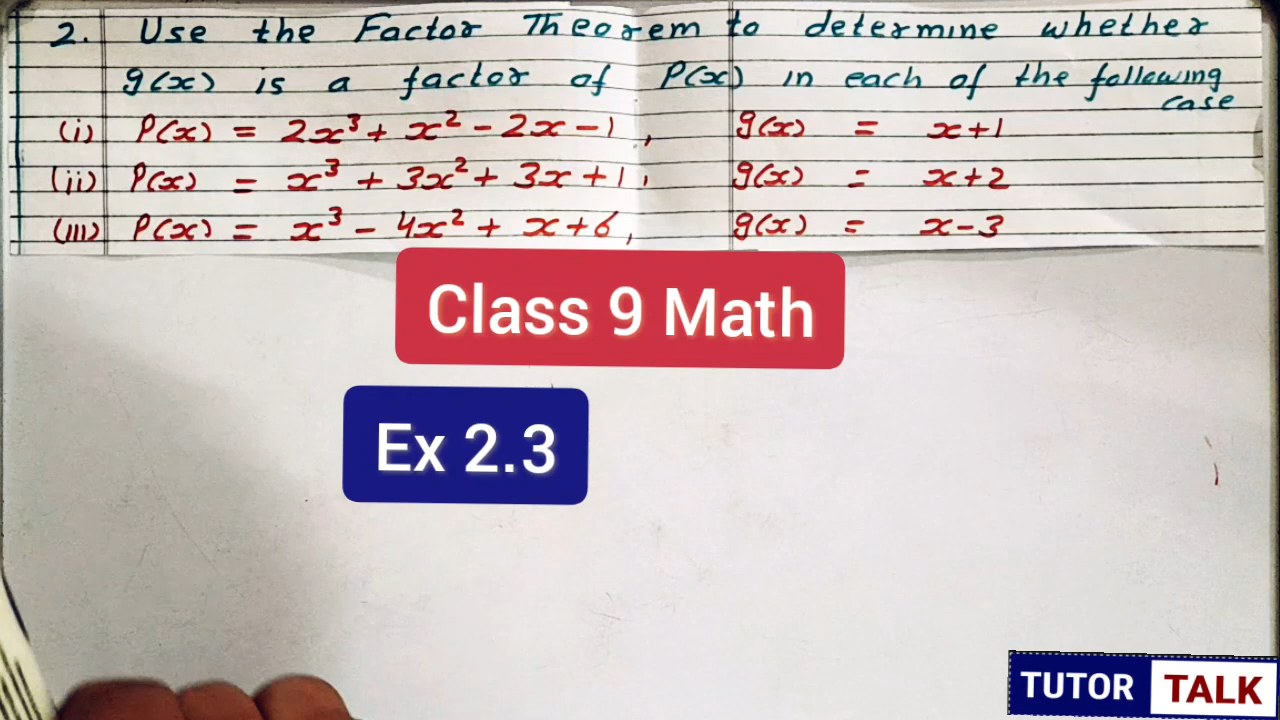 2. Use the Factor Theorem to determine whether
g(x) is a factor of P(x) in each of the following
case
(i) P(x) = 2x³ + x² - 2x - 1, g(x) = x+1
(ii) P(x) = x³ + 3x² + 3x + 1, g(x) = x+2
(iii) P(x) = x³ - 4x² + x + 6, g(x) = x-3
Class 9 Math
Ex 2.3
TUTOR TALK